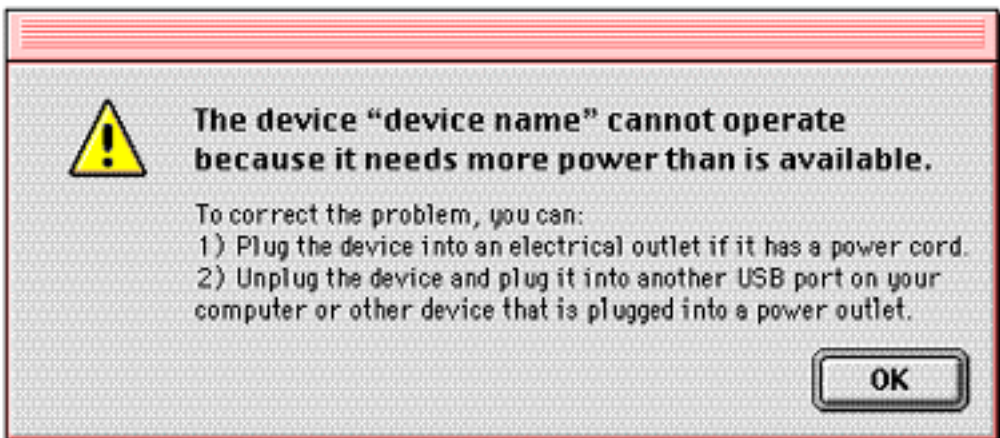 The device “device name” cannot operate
because it needs more power than is available.
To correct the problem, you can:
1) Plug the device into an electrical outlet if it has a power cord.
2) Unplug the device and plug it into another USB port on your
computer or other device that is plugged into a power outlet.
OK